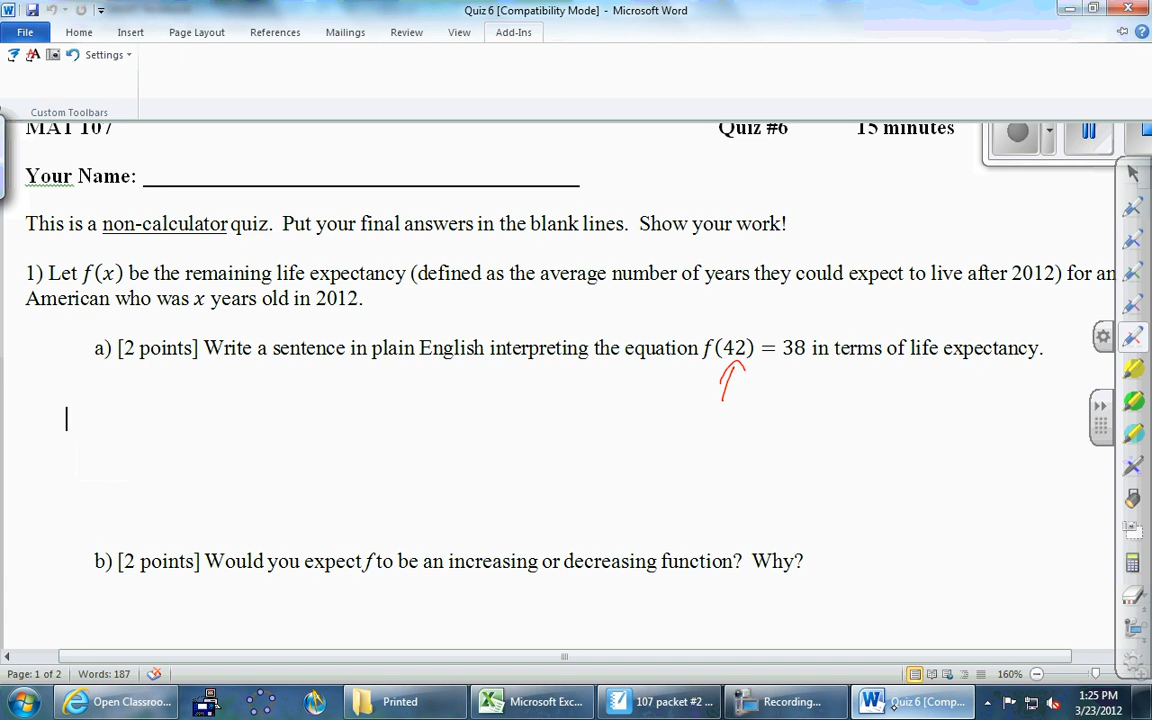 Quiz 6 [Compatibility Mode] - Microsoft Word
File Home Insert Page Layout References Mailings Review View Add-Ins
Settings
Custom Toolbars
MAT 107 Quiz #6 15 minutes
Your Name:
This is a non-calculator quiz. Put your final answers in the blank lines. Show your work!
1) Let f(x) be the remaining life expectancy (defined as the average number of years they could expect to live after 2012) for an
American who was x years old in 2012.
a) [2 points] Write a sentence in plain English interpreting the equation f(42) = 38 in terms of life expectancy.
b) [2 points] Would you expect f to be an increasing or decreasing function? Why?
Page: 1 of 2 Words: 187 160%
Open Classroo... Printed Microsoft Exc... 107 packet #2 ... Recording... Quiz 6 [Comp... 1:25 PM
3/23/2012